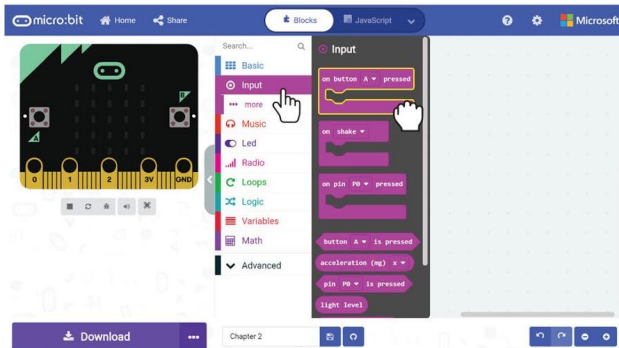 micro:bit Home Share Blocks JavaScript Microsoft
Search...
Basic
Input
more
Music
Led
Radio
Loops
Logic
Variables
Math
Advanced
Input
on button A pressed
on shake
on pin P0 pressed
button A is pressed
acceleration (mg) x
pin P0 is pressed
light level
A
B
0 1 2 3V GND
Download
Chapter 2